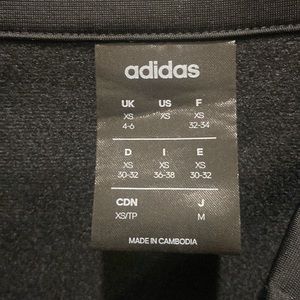 adidas
UK US F
XS XS XS
4-6 32-34
D I E
XS XS XS
30-32 36-38 30-32
CDN J
XS/TP M
MADE IN CAMBODIA